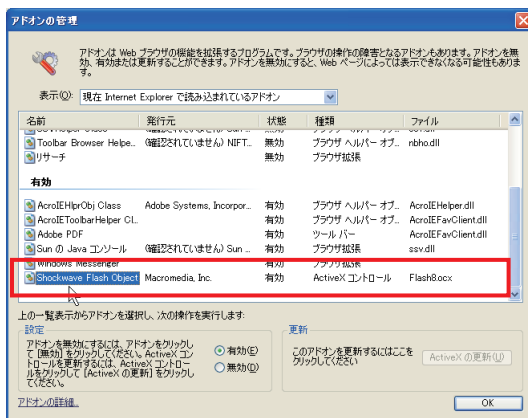 アドオンの管理
アドオンは Web ブラウザの機能を拡張するプログラムです。ブラウザの操作の障害となるアドオンもあります。アドオンを無
効、有効または更新することができます。アドオンを無効にすると、Web ページによっては表示できなくなる可能性もありま
す。
表示(O): 現在 Internet Explorer で読み込まれているアドオン
名前 発行元 状態 種類 ファイル
Toolbar Browser Helpe... (確認されていません) NIFT... 無効 ブラウザ ヘルパー オブ... nbho.dll
リサーチ 無効 ブラウザ拡張
有効
AcroIEHlprObj Class Adobe Systems, Incorpor... 有効 ブラウザ ヘルパー オブ... AcroIEHelper.dll
AcroIEToolbarHelper Cl... 有効 ブラウザ ヘルパー オブ... AcroIEFavClient.dll
Adobe PDF 有効 ツール バー AcroIEFavClient.dll
Sun の Java コンソール (確認されていません) Sun ... 有効 ブラウザ拡張 ssv.dll
Windows Messenger 有効 ブラウザ拡張
Shockwave Flash Object Macromedia, Inc. 有効 ActiveX コントロール Flash8.ocx
上の一覧表示からアドオンを選択し、次の操作を実行します:
設定
アドオンを無効にするには、アドオンをクリックし
て [無効] をクリックしてください。ActiveX コン
トロールを更新するには、ActiveX コントロー
ルをクリックして [ActiveX の更新] をクリックし
てください。
有効(E)
無効(D)
更新
このアドオンを更新するにはここを
クリックしてください
ActiveX の更新(U)
アドオンの詳細...
OK